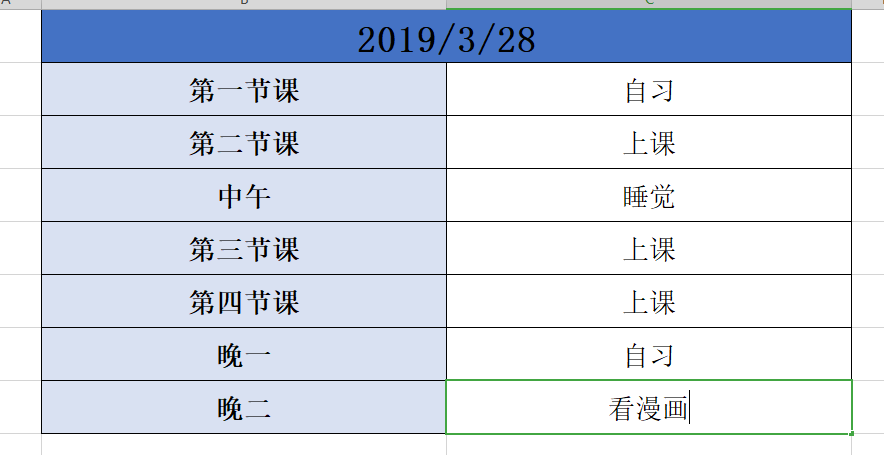 A B C
2019/3/28
第一节课 自习
第二节课 上课
中午 睡觉
第三节课 上课
第四节课 上课
晚一 自习
晚二 看漫画